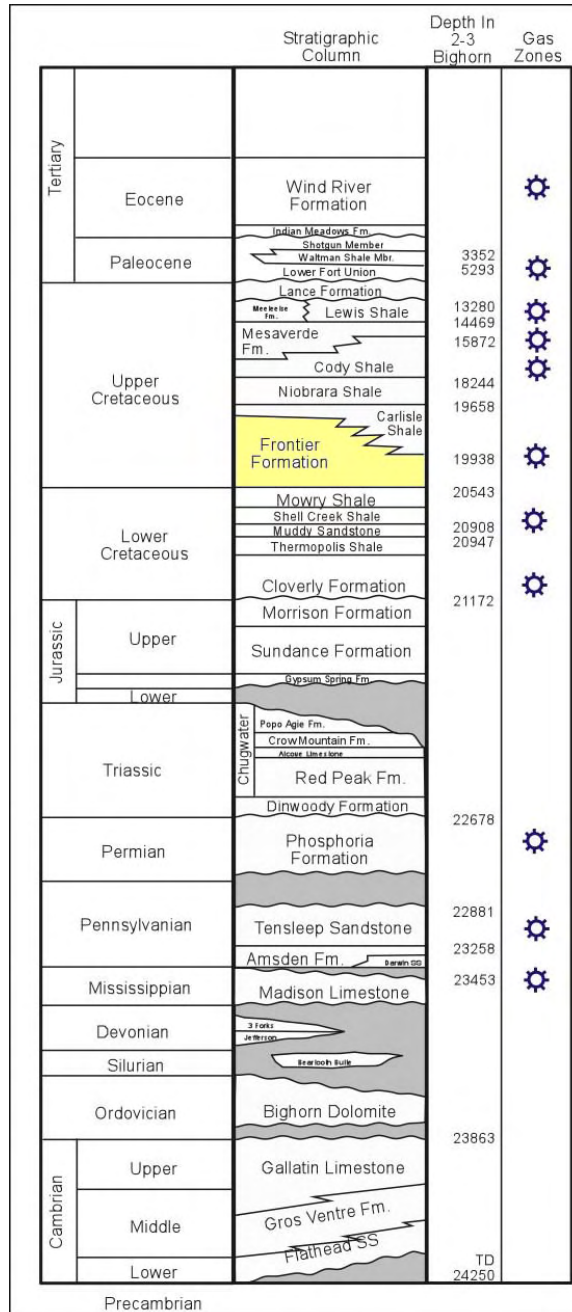 Stratigraphic
Column
Depth In
2-3
Bighorn
Gas
Zones
Tertiary
Eocene
Wind River
Formation
Indian Meadows Fm.
Paleocene
Shotgun Member
Waltman Shale Mbr.
3352
Lower Fort Union
5293
Upper
Cretaceous
Lance Formation
13280
Meeteetse
Fm.
Lewis Shale
14469
Mesaverde
Fm.
15872
Cody Shale
18244
Niobrara Shale
19658
Carlisle
Shale
Frontier
Formation
19938
20543
Lower
Cretaceous
Mowry Shale
Shell Creek Shale
20908
Muddy Sandstone
20947
Thermopolis Shale
Cloverly Formation
21172
Jurassic
Upper
Morrison Formation
Sundance Formation
Gypsum Spring Fm.
Lower
Triassic
Chugwater
Popo Agie Fm.
Crow Mountain Fm.
Alcova Limestone
Red Peak Fm.
Dinwoody Formation
22678
Permian
Phosphoria
Formation
Pennsylvanian
22881
Tensleep Sandstone
23258
Amsden Fm.
Darwin SS
Mississippian
Madison Limestone
23453
Devonian
3 Forks
Jefferson
Silurian
Beartooth Butte
Ordovician
Bighorn Dolomite
23863
Cambrian
Upper
Gallatin Limestone
Middle
Gros Ventre Fm.
Flathead SS
Lower
TD
24250
Precambrian